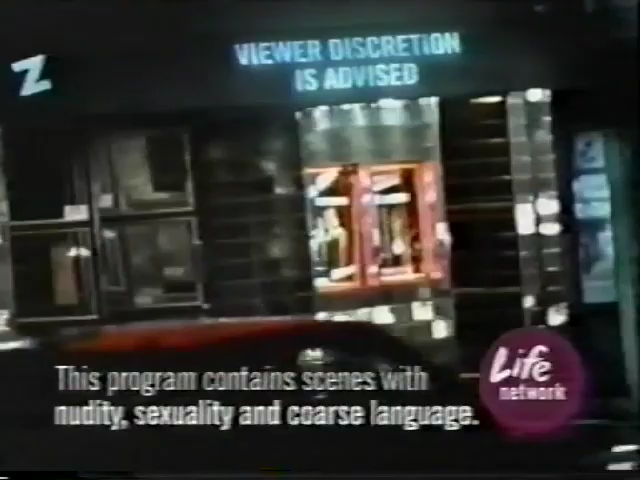 Z
VIEWER DISCRETION
IS ADVISED
This program contains scenes with
nudity, sexuality and coarse language.
Life
network